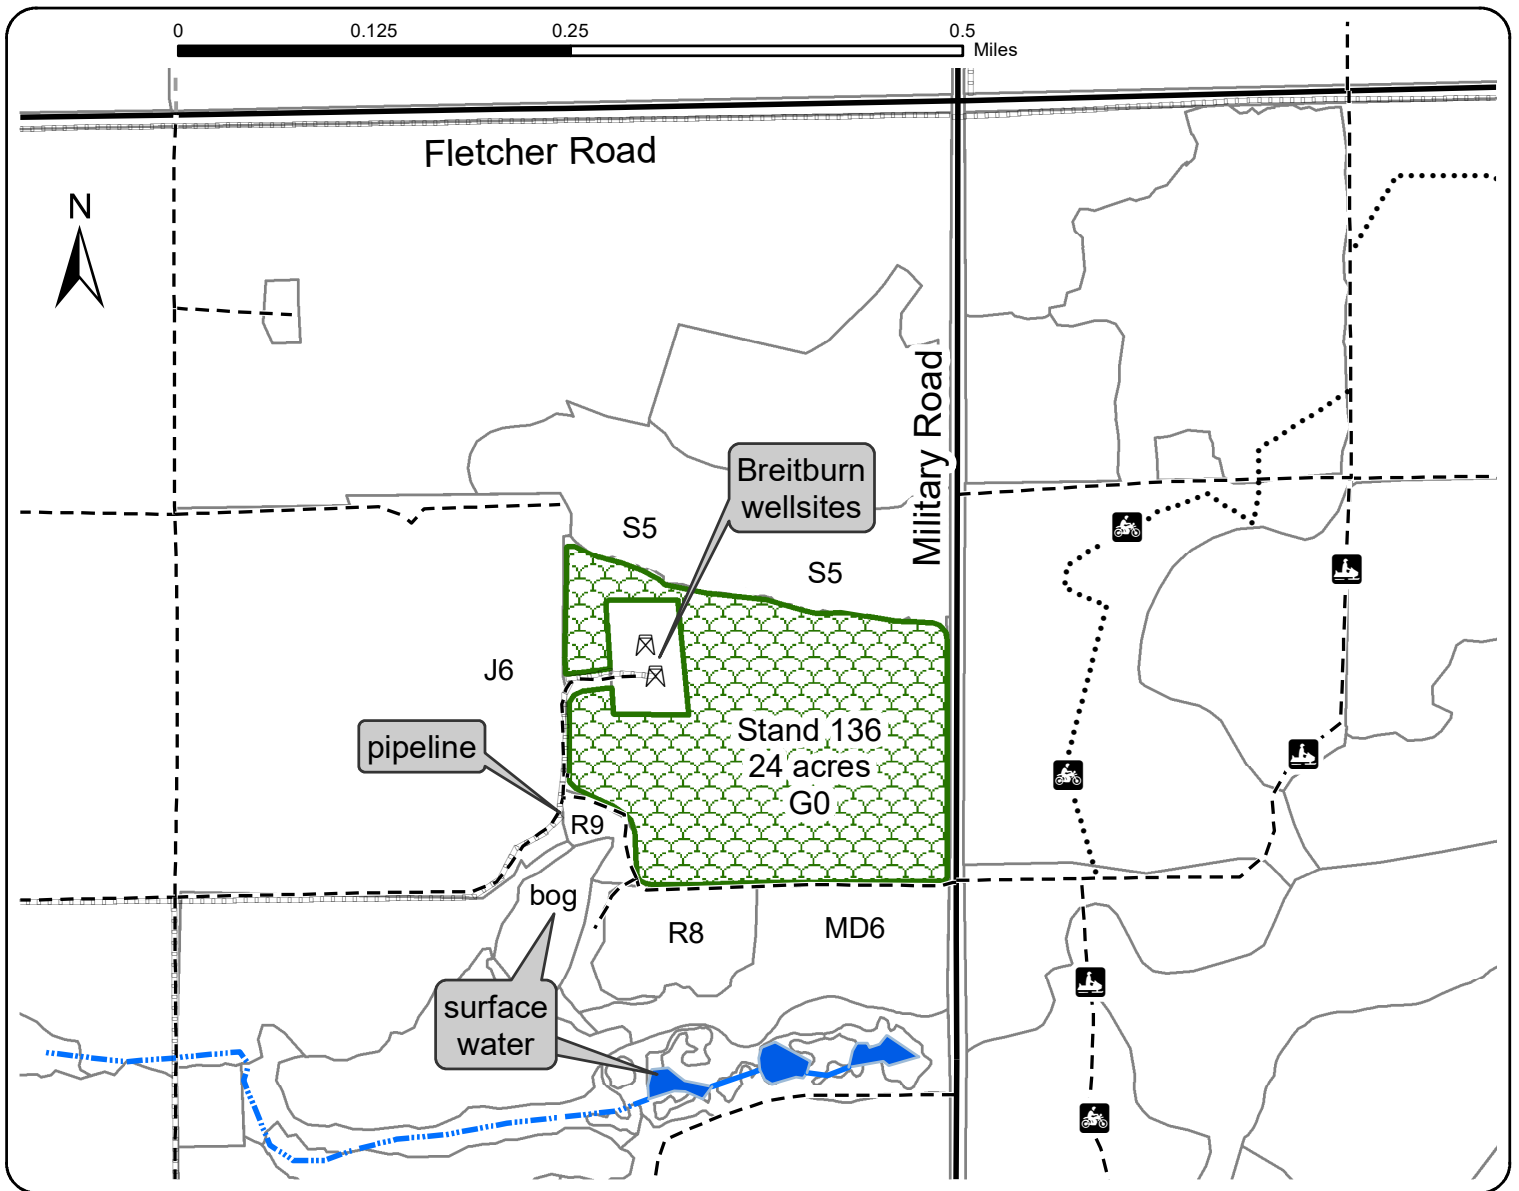 0 0.125 0.25 0.5
Miles
Fletcher Road
N
Military Road
Breitburn
wellsites
S5
S5
J6
pipeline
Stand 136
24 acres
G0
R9
bog
R8
MD6
surface
water